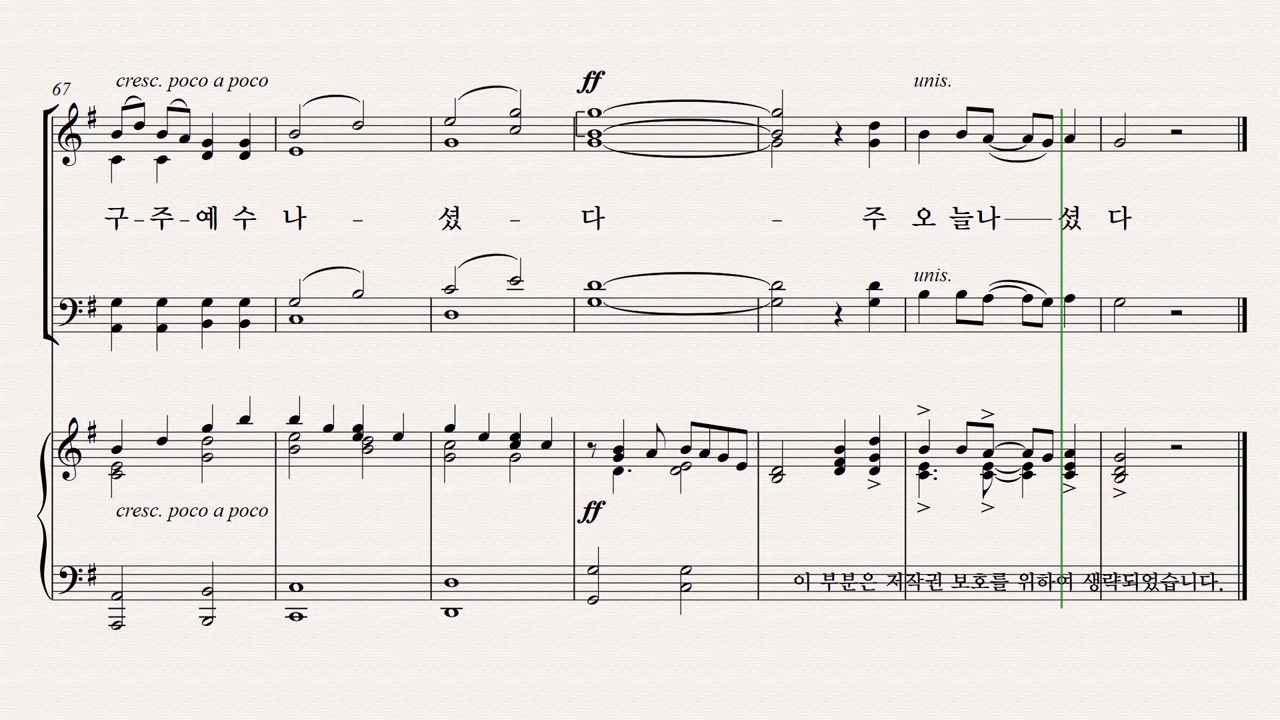 67
cresc. poco a poco
ff
unis.
구 - 주 - 예 수 나 - 셨 - 다 - 주 오 늘 나 셨 다
unis.
cresc. poco a poco
ff
이 부분은 저작권 보호를 위하여 생략되었습니다.